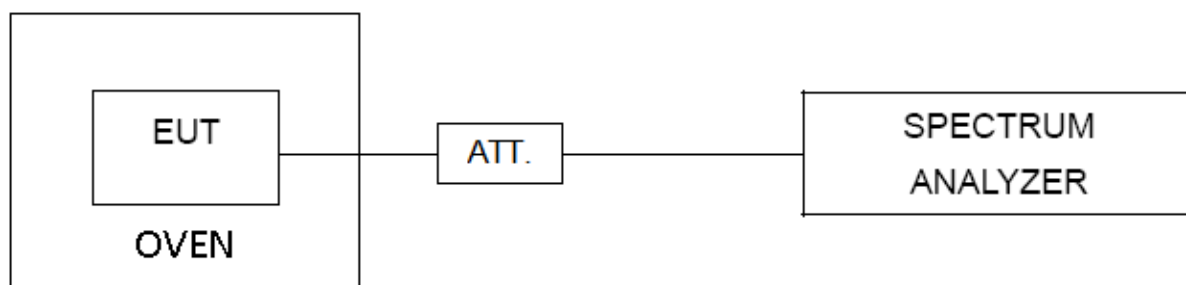 EUT
OVEN
ATT.
SPECTRUM
ANALYZER